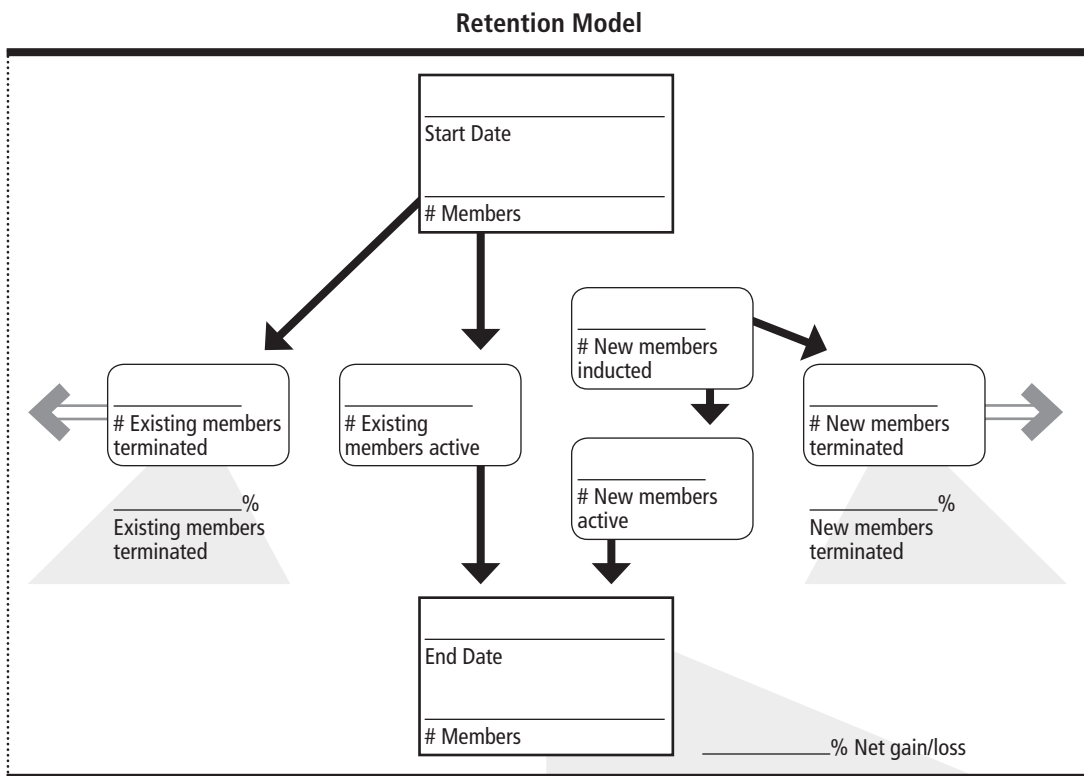 Retention Model
Start Date
# Members
# New members
inducted
# Existing members
terminated
# Existing
members active
# New members
terminated
# New members
active
%
Existing members
terminated
%
New members
terminated
End Date
# Members
% Net gain/loss